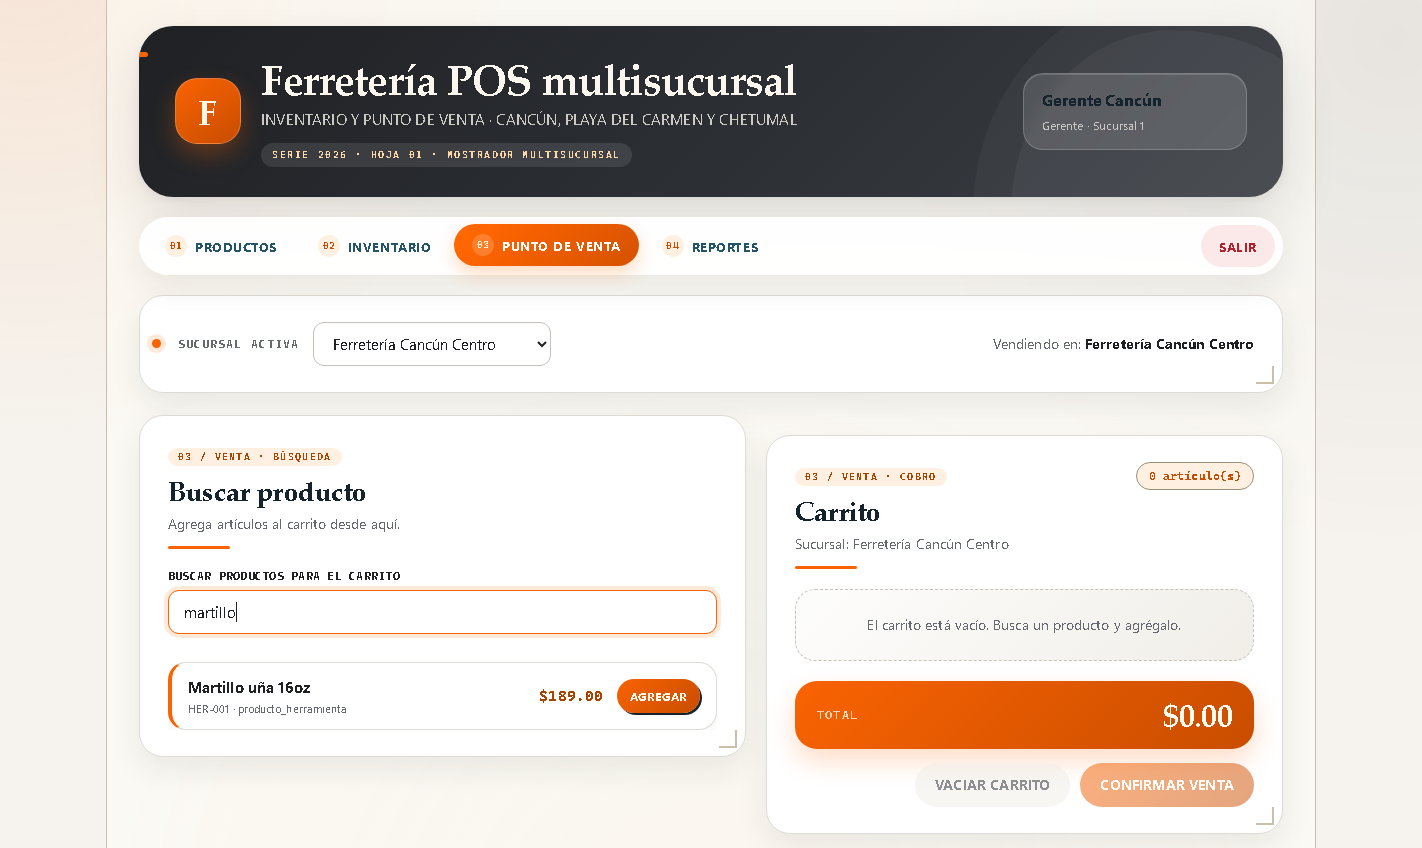 F
Ferretería POS multisucursal
INVENTARIO Y PUNTO DE VENTA · CANCÚN, PLAYA DEL CARMEN Y CHETUMAL
SERIE 2026 · HOJA 01 · MOSTRADOR MULTISUCURSAL
Gerente Cancún
Gerente · Sucursal 1
01 PRODUCTOS 02 INVENTARIO 03 PUNTO DE VENTA 04 REPORTES SALIR
SUCURSAL ACTIVA Ferretería Cancún Centro Vendiendo en: Ferretería Cancún Centro
03 / VENTA · BÚSQUEDA
Buscar producto
Agrega artículos al carrito desde aquí.
BUSCAR PRODUCTOS PARA EL CARRITO
martillo
Martillo uña 16oz
HER-001 · producto_herramienta
$189.00 AGREGAR
03 / VENTA · COBRO 0 artículo(s)
Carrito
Sucursal: Ferretería Cancún Centro
El carrito está vacío. Busca un producto y agrégalo.
TOTAL $0.00
VACIAR CARRITO CONFIRMAR VENTA